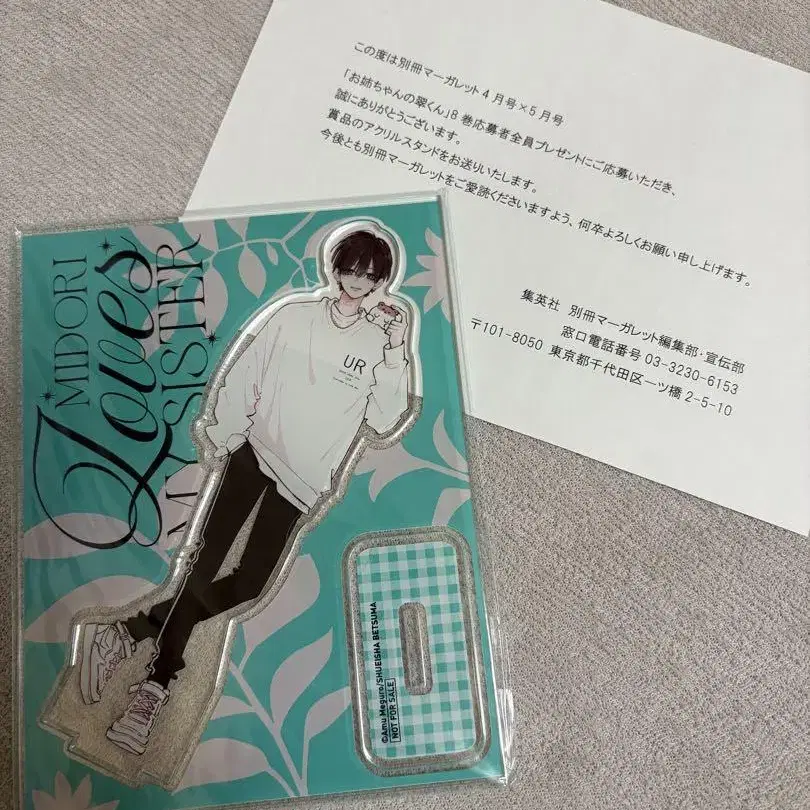 この度は別冊マーガレット4月号×5月号
「お姉ちゃんの翠くん」8巻応募者全員プレゼントにご応募いただき、
誠にありがとうございます。
賞品のアクリルスタンドをお送りいたします。
今後とも別冊マーガレットをご愛読くださいますよう、何卒よろしくお願い申し上げます。
集英社 別冊マーガレット編集部・宣伝部
窓口電話番号 03-3230-6153
〒101-8050 東京都千代田区一ツ橋2-5-10
MIDORI
Loves
MY SISTER
UR
©Amu Meguro/SHUEISHA BETSUMA
NOT FOR SALE